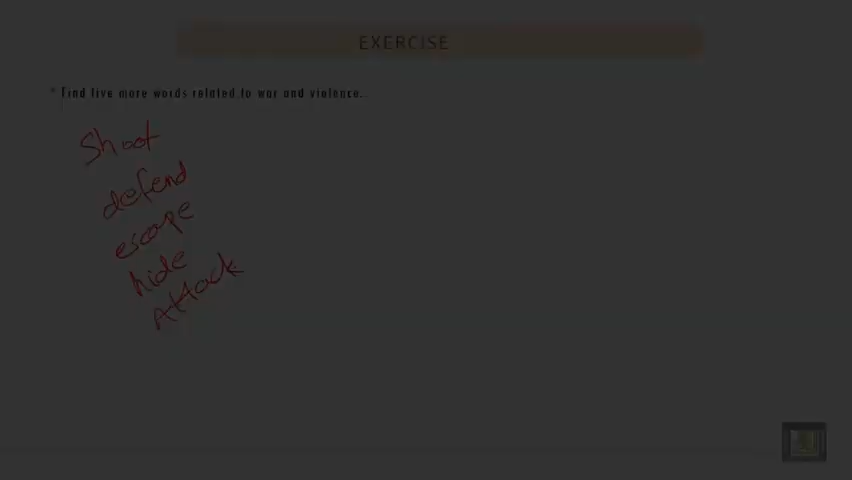 EXERCISE
* Find five more words related to war and violence.
Shoot
defend
escape
hide
Attack